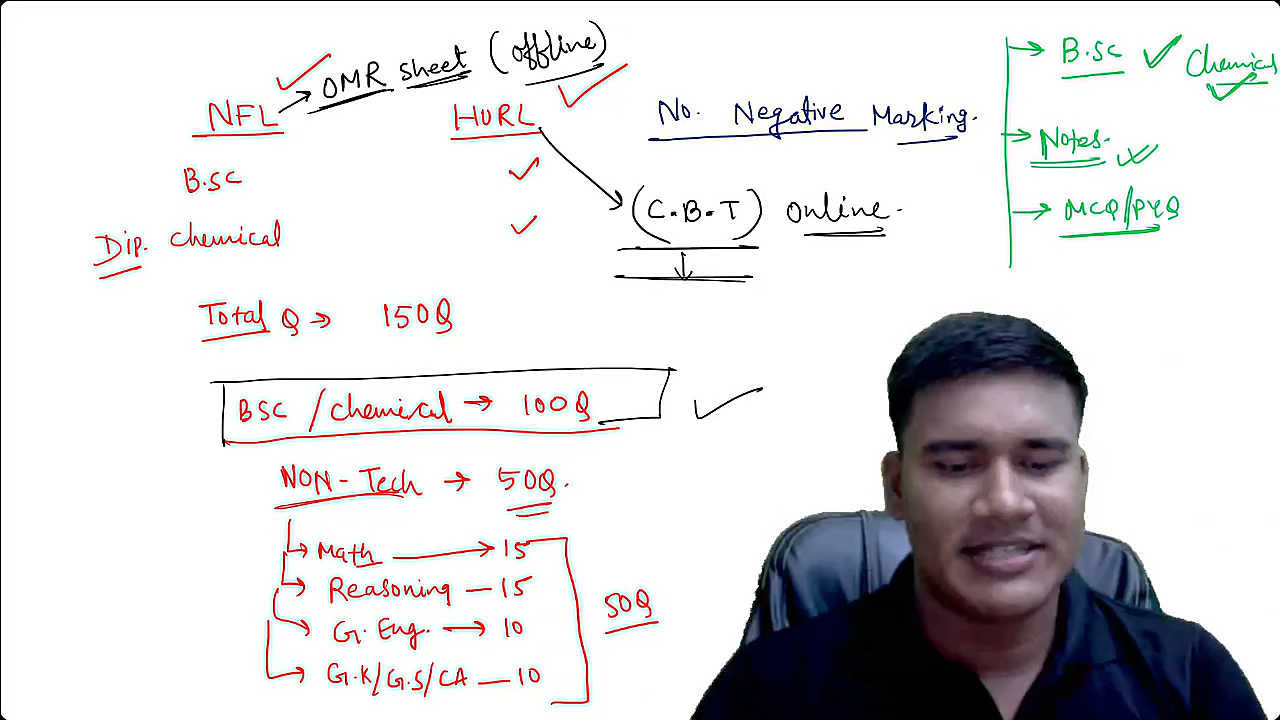 OMR sheet (offline)
NFL
HURL
No. Negative Marking.
B.SC
Dip. chemical
(C.B.T) Online.
Total Q → 150Q
BSC / chemical → 100Q
NON-Tech → 50Q.
Math → 15
Reasoning — 15
G. Eng. → 10
G.K/G.S/CA — 10
50Q
→ B.SC Chemical
→ Notes.
→ MCQ/PYQ